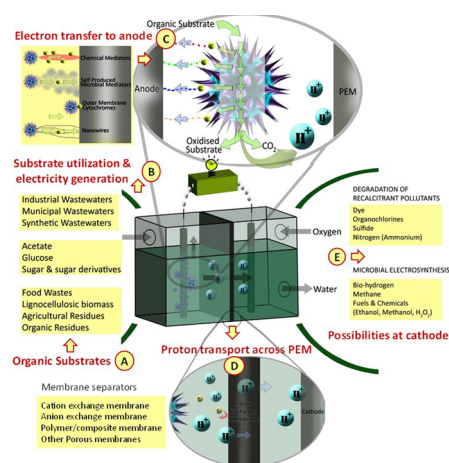 Electron transfer to anode
C
Organic Substrate
Chemical Mediators
Self Produced
Microbial Mediators
Outer Membrane
Cytochromes
Nanowires
Anode
PEM
H+
H+
H+
Oxidised
Substrate
CO2
Substrate utilization &
electricity generation
B
Industrial Wastewaters
Municipal Wastewaters
Synthetic Wastewaters
Acetate
Glucose
Sugar & sugar derivatives
Food Wastes
Lignocellulosic biomass
Agricultural Residues
Organic Residues
Organic Substrates
A
Oxygen
Water
DEGRADATION OF
RECALCITRANT POLLUTANTS
Dye
Organochlorines
Sulfide
Nitrogen (Ammonium)
E
MICROBIAL ELECTROSYNTHESIS
Bio-hydrogen
Methane
Fuels & Chemicals
(Ethanol, Methanol, H2O2)
Possibilities at cathode
Proton transport across PEM
D
Membrane separators
Cation exchange membrane
Anion exchange membrane
Polymer/composite membrane
Other Porous membranes
H+
H+
H+
H+
H+
H+
Proton
Exchange
Membrane
Cathode